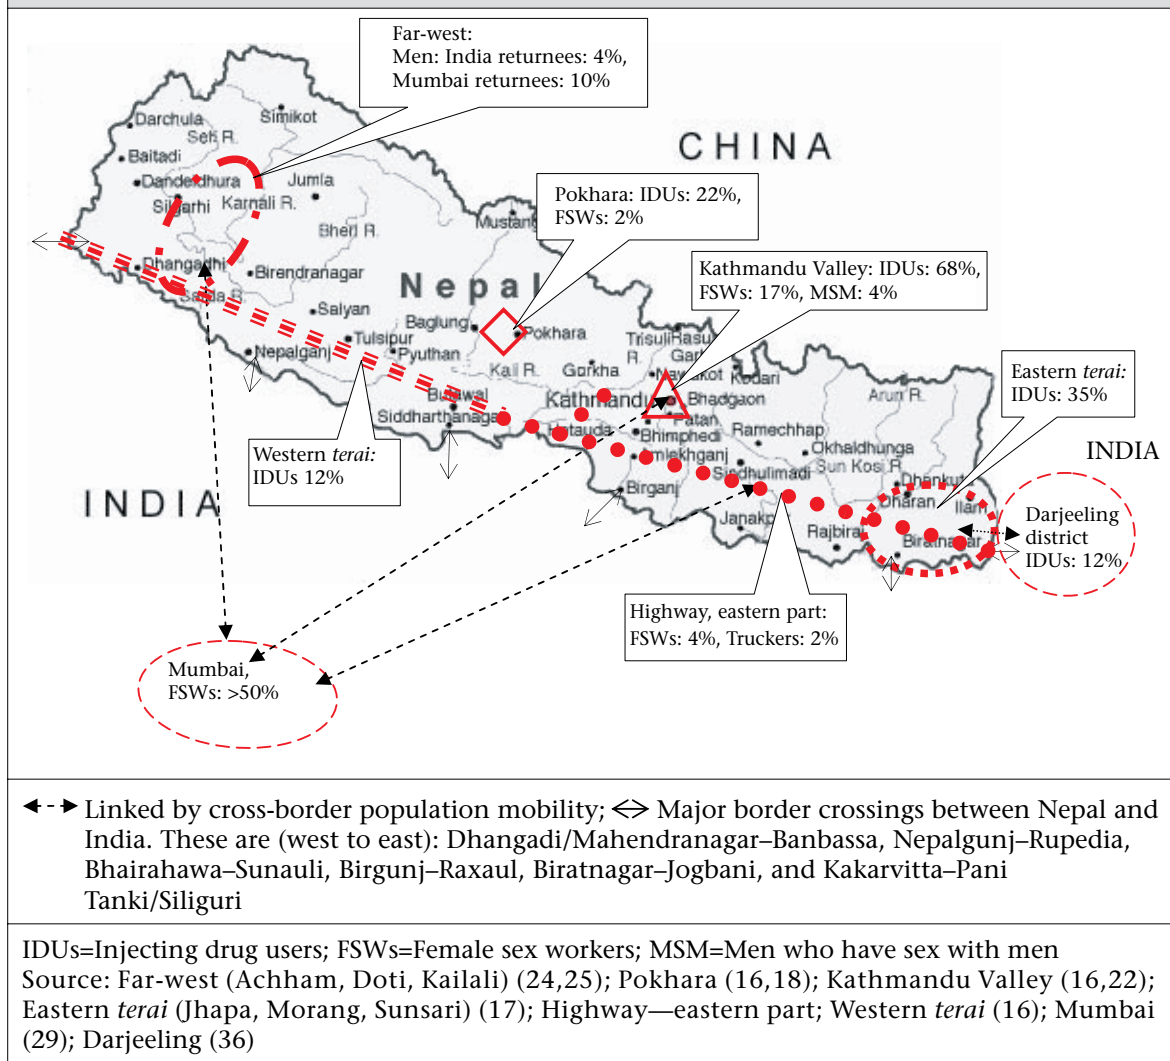 Far-west:
Men: India returnees: 4%,
Mumbai returnees: 10%
CHINA
Darchula
Simikot
Seti R.
Baitadi
Dandeldhura
Jumla
Silgarhi
Karnali R.
Bheri R.
Mustang
Pokhara: IDUs: 22%,
FSWs: 2%
Kathmandu Valley: IDUs: 68%,
FSWs: 17%, MSM: 4%
Dhangadhi
Birendranagar
Nepal
Salyan
Baglung
Pokhara
Trisuli
R.
Tulsipur
Pyuthan
Nepalganj
Kali R.
Gorkha
Kodari
Eastern terai:
IDUs: 35%
Kathmandu
Bhadgaon
Patan
Arun R.
Siddharthanagar
Bhimphedi
Ramechhap
Okhaldhunga
INDIA
Western terai:
IDUs 12%
Amlekhganj
Sindhulimadi
Sun Kosi R.
Dhankuta
Dharan
Ilam
INDIA
Birganj
Rajbiraj
Biratnagar
Darjeeling
district
IDUs: 12%
Highway, eastern part:
FSWs: 4%, Truckers: 2%
Mumbai,
FSWs: >50%
Linked by cross-border population mobility; Major border crossings between Nepal and
India. These are (west to east): Dhangadi/Mahendranagar–Banbassa, Nepalgunj–Rupedia,
Bhairahawa–Sunauli, Birgunj–Raxaul, Biratnagar–Jogbani, and Kakarvitta–Pani
Tanki/Siliguri
IDUs=Injecting drug users; FSWs=Female sex workers; MSM=Men who have sex with men
Source: Far-west (Achham, Doti, Kailali) (24,25); Pokhara (16,18); Kathmandu Valley (16,22);
Eastern terai (Jhapa, Morang, Sunsari) (17); Highway—eastern part; Western terai (16); Mumbai
(29); Darjeeling (36)